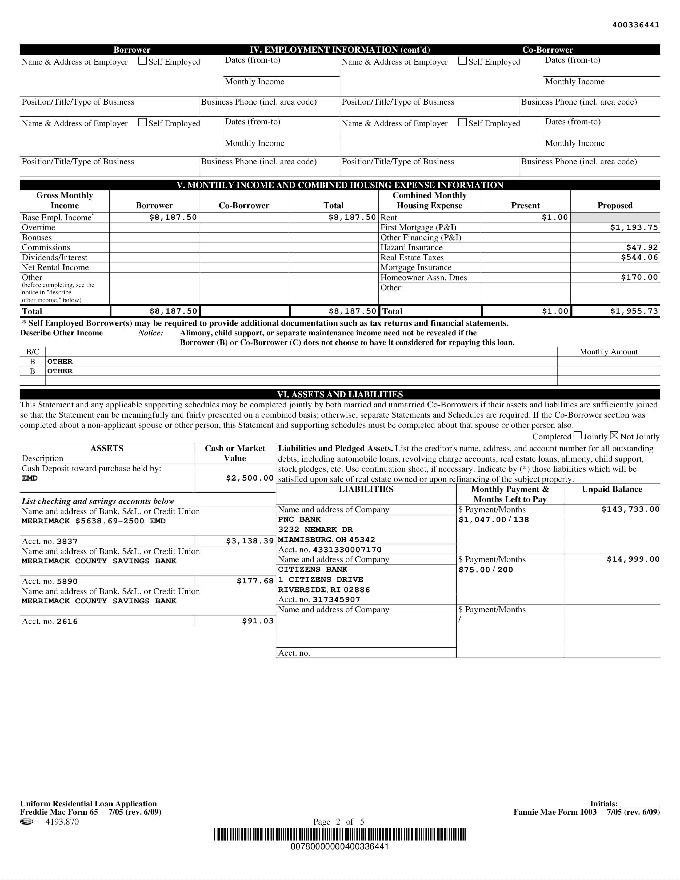 400336441
Borrower IV. EMPLOYMENT INFORMATION (cont'd) Co-Borrower
Name & Address of Employer ☐ Self Employed Dates (from-to) Name & Address of Employer ☐ Self Employed Dates (from-to)
Monthly Income Monthly Income
Position/Title/Type of Business Business Phone (incl. area code) Position/Title/Type of Business Business Phone (incl. area code)
Name & Address of Employer ☐ Self Employed Dates (from-to) Name & Address of Employer ☐ Self Employed Dates (from-to)
Monthly Income Monthly Income
Position/Title/Type of Business Business Phone (incl. area code) Position/Title/Type of Business Business Phone (incl. area code)
V. MONTHLY INCOME AND COMBINED HOUSING EXPENSE INFORMATION
Gross Monthly Income Borrower Co-Borrower Total Combined Monthly Housing Expense Present Proposed
Base Empl. Income* $8,187.50 $8,187.50 Rent $1.00
Overtime First Mortgage (P&I) $1,193.75
Bonuses Other Financing (P&I)
Commissions Hazard Insurance $47.92
Dividends/Interest Real Estate Taxes $544.06
Net Rental Income Mortgage Insurance
Other Homeowner Assn. Dues $170.00
(before completing, see the Other
notice in "describe
other income," below)
Total $8,187.50 $8,187.50 Total $1.00 $1,955.73
* Self Employed Borrower(s) may be required to provide additional documentation such as tax returns and financial statements.
Describe Other Income Notice: Alimony, child support, or separate maintenance income need not be revealed if the
Borrower (B) or Co-Borrower (C) does not choose to have it considered for repaying this loan.
B/C Monthly Amount
B OTHER
B OTHER
VI. ASSETS AND LIABILITIES
This Statement and any applicable supporting schedules may be completed jointly by both married and unmarried Co-Borrowers if their assets and liabilities are sufficiently joined
so that the Statement can be meaningfully and fairly presented on a combined basis; otherwise, separate Statements and Schedules are required. If the Co-Borrower section was
completed about a non-applicant spouse or other person, this Statement and supporting schedules must be completed about that spouse or other person also.
Completed ☐ Jointly ☒ Not Jointly
ASSETS Cash or Market Value
Description
Cash Deposit toward purchase held by:
EMD $2,500.00
Liabilities and Pledged Assets. List the creditor's name, address, and account number for all outstanding
debts, including automobile loans, revolving charge accounts, real estate loans, alimony, child support,
stock pledges, etc. Use continuation sheet, if necessary. Indicate by (*) those liabilities which will be
satisfied upon sale of real estate owned or upon refinancing of the subject property.
LIABILITIES Monthly Payment & Months Left to Pay Unpaid Balance
List checking and savings accounts below
Name and address of Bank, S&L, or Credit Union
MERRIMACK $5638.69-2500 EMD
Acct. no. 3837 $3,138.39
Name and address of Bank, S&L, or Credit Union
MERRIMACK COUNTY SAVINGS BANK
Acct. no. 5890 $177.68
Name and address of Bank, S&L, or Credit Union
MERRIMACK COUNTY SAVINGS BANK
Acct. no. 2616 $91.03
Name and address of Company $ Payment/Months $143,733.00
PNC BANK $1,047.00/138
3232 NEMARK DR
MIAMISBURG, OH 45342
Acct. no. 4331330007170
Name and address of Company $ Payment/Months $14,999.00
CITIZENS BANK $75.00/200
1 CITIZENS DRIVE
RIVERSIDE, RI 02886
Acct. no. 317345907
Name and address of Company $ Payment/Months
/
Acct. no.
Uniform Residential Loan Application Initials:
Freddie Mac Form 65 7/05 (rev. 6/09) Fannie Mae Form 1003 7/05 (rev. 6/09)
4193.870 Page 2 of 5
00780000000400336441